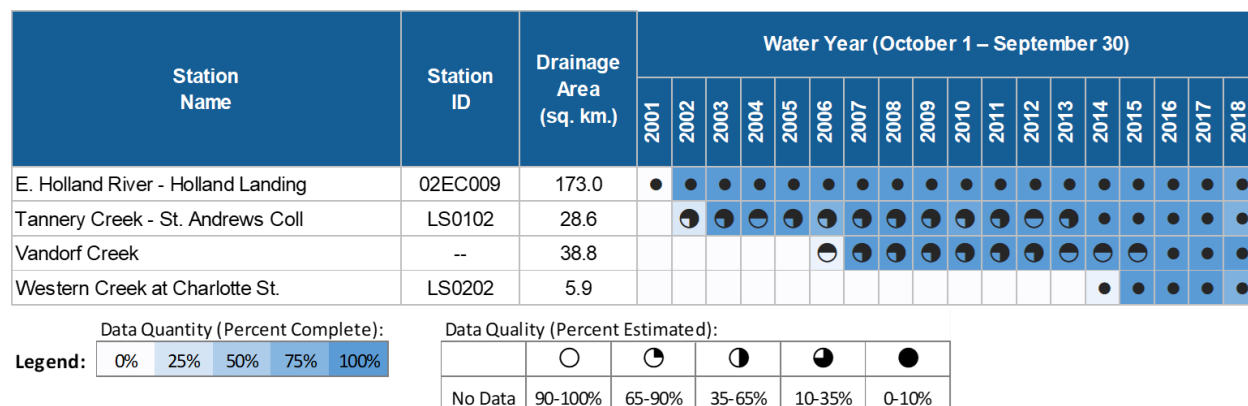 Station Name
Station ID
Drainage Area (sq. km.)
Water Year (October 1 – September 30)
2001 2002 2003 2004 2005 2006 2007 2008 2009 2010 2011 2012 2013 2014 2015 2016 2017 2018
E. Holland River - Holland Landing 02EC009 173.0
Tannery Creek - St. Andrews Coll LS0102 28.6
Vandorf Creek -- 38.8
Western Creek at Charlotte St. LS0202 5.9
Data Quantity (Percent Complete):
Legend: 0% 25% 50% 75% 100%
Data Quality (Percent Estimated):
No Data 90-100% 65-90% 35-65% 10-35% 0-10%